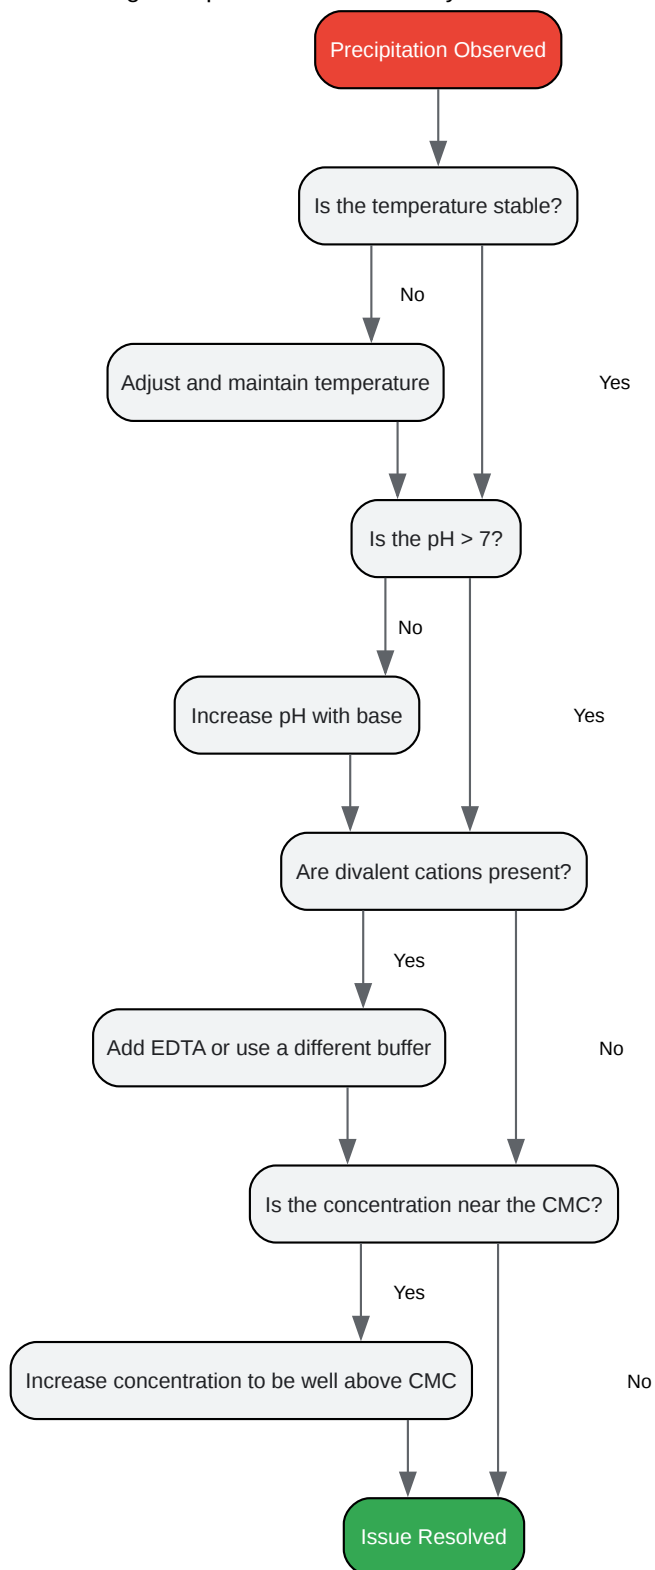 Precipitation Observed
Is the temperature stable?
No
Adjust and maintain temperature
Yes
Is the pH > 7?
No
Increase pH with base
Yes
Are divalent cations present?
Yes
Add EDTA or use a different buffer
No
Is the concentration near the CMC?
Yes
Increase concentration to be well above CMC
No
Issue Resolved